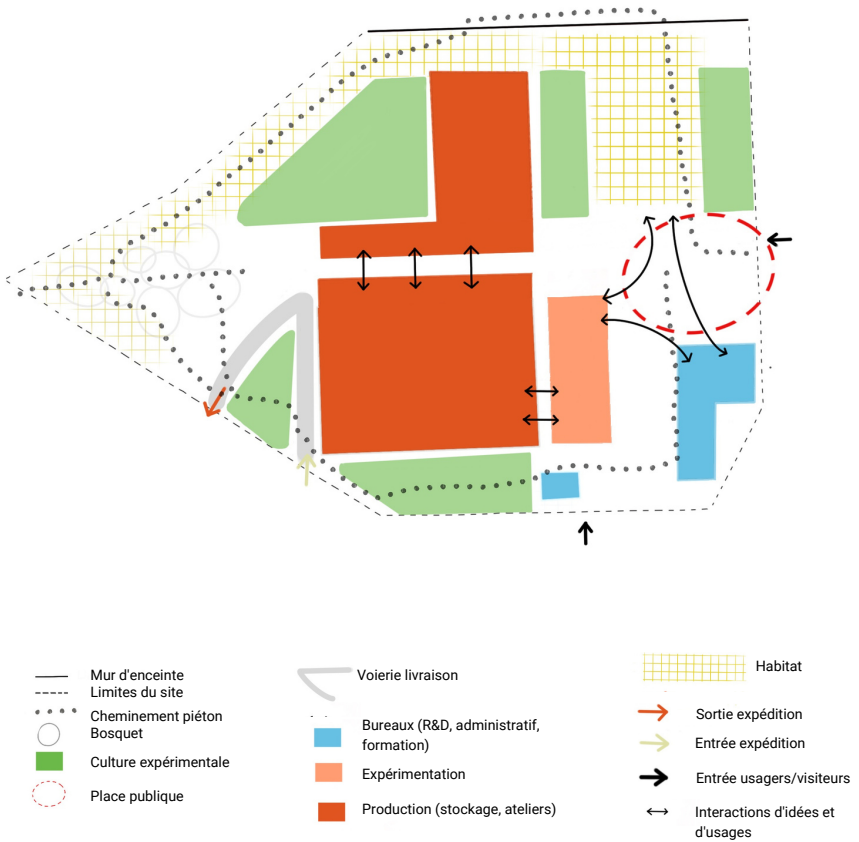 Mur d'enceinte
Limites du site
Cheminement piéton
Bosquet
Culture expérimentale
Place publique
Voierie livraison
Bureaux (R&D, administratif,
formation)
Expérimentation
Production (stockage, ateliers)
Habitat
Sortie expédition
Entrée expédition
Entrée usagers/visiteurs
Interactions d'idées et
d'usages